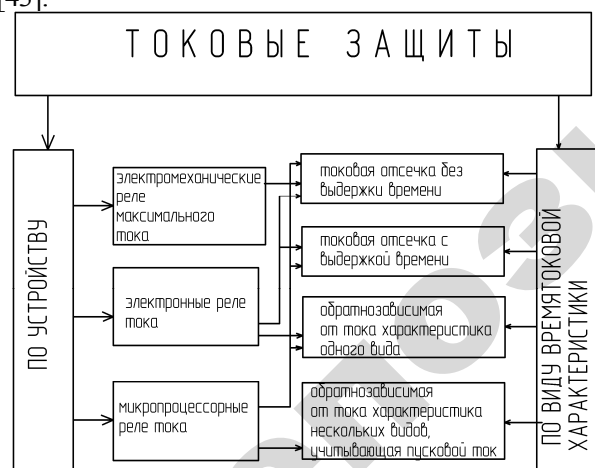 [45].
ТОКОВЫЕ ЗАЩИТЫ
ПО УСТРОЙСТВУ
электромеханические
реле
максимального
тока
электронные реле
тока
микропроцессорные
реле тока
токовая отсечка без
выдержки времени
токовая отсечка с
выдержкой времени
обратнозависимая
от тока характеристика
одного вида
обратнозависимая
от тока характеристика
нескольких видов,
учитывающая пусковой ток
ПО ВИДУ ВРЕМЯТОКОВОЙ
ХАРАКТЕРИСТИКИ